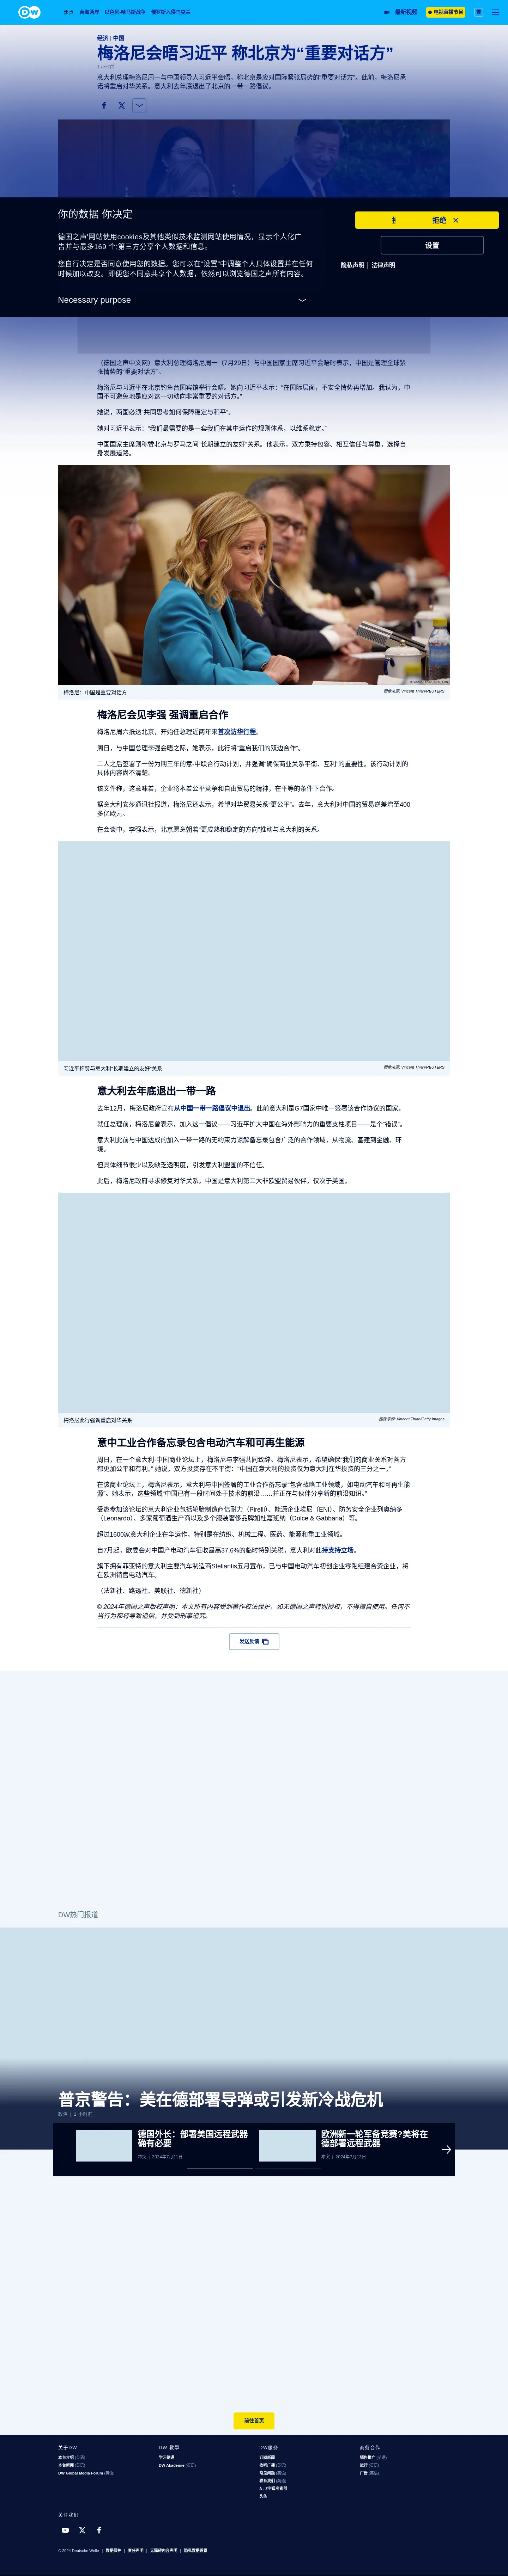 DW
焦点 台海两岸 以色列-哈马斯战争 俄罗斯入侵乌克兰
最新视频
电视直播节目
繁
经济 | 中国
梅洛尼会晤习近平 称北京为“重要对话方”
2 小时前
意大利总理梅洛尼周一与中国领导人习近平会晤，称北京是应对国际紧张局势的“重要对话方”。此前，梅洛尼承
诺将重启对华关系。意大利去年底退出了北京的一带一路倡议。
你的数据 你决定
德国之声网站使用cookies及其他类似技术监测网站使用情况，显示个人化广
告并与最多169 个;第三方分享个人数据和信息。
您自行决定是否同意使用您的数据。您可以在“设置”中调整个人具体设置并在任何
时候加以改变。即使您不同意共享个人数据，依然可以浏览德国之声所有内容。
Necessary purpose
拒绝
设置
隐私声明 | 法律声明
（德国之声中文网）意大利总理梅洛尼周一（7月29日）与中国国家主席习近平会晤时表示，中国是管理全球紧
张情势的“重要对话方”。
梅洛尼与习近平在北京钓鱼台国宾馆举行会晤。她向习近平表示：“在国际层面，不安全情势再增加。我认为，中
国不可避免地是应对这一切动向非常重要的对话方。”
她说，两国必须“共同思考如何保障稳定与和平”。
她对习近平表示：“我们最需要的是一套我们在其中运作的规则体系，以维系稳定。”
中国国家主席则称赞北京与罗马之间“长期建立的友好”关系。他表示，双方秉持包容、相互信任与尊重，选择自
身发展道路。
梅洛尼：中国是重要对话方
图像来源: Vincent Thian/REUTERS
梅洛尼会见李强 强调重启合作
梅洛尼周六抵达北京，开始任总理近两年来首次访华行程。
周日，与中国总理李强会晤之际，她表示，此行将“重启我们的双边合作”。
二人之后签署了一份为期三年的意-中联合行动计划，并强调“确保商业关系平衡、互利”的重要性。该行动计划的
具体内容尚不清楚。
该文件称，这意味着，企业将本着公平竞争和自由贸易的精神，在平等的条件下合作。
据意大利安莎通讯社报道，梅洛尼还表示，希望对华贸易关系“更公平”。去年，意大利对中国的贸易逆差增至400
多亿欧元。
在会谈中，李强表示，北京愿意朝着“更成熟和稳定的方向”推动与意大利的关系。
习近平称赞与意大利“长期建立的友好”关系
图像来源: Vincent Thian/REUTERS
意大利去年底退出一带一路
去年12月，梅洛尼政府宣布从中国一带一路倡议中退出。此前意大利是G7国家中唯一签署该合作协议的国家。
就任总理前，梅洛尼曾表示，加入这一倡议——习近平扩大中国在海外影响力的重要支柱项目——是个“错误”。
意大利此前与中国达成的加入一带一路的无约束力谅解备忘录包含广泛的合作领域，从物流、基建到金融、环
境。
但具体细节很少以及缺乏透明度，引发意大利盟国的不信任。
此后，梅洛尼政府寻求修复对华关系。中国是意大利第二大非欧盟贸易伙伴，仅次于美国。
梅洛尼此行强调重启对华关系
图像来源: Vincent Thian/Getty Images
意中工业合作备忘录包含电动汽车和可再生能源
周日，在一个意大利-中国商业论坛上，梅洛尼与李强共同致辞。梅洛尼表示，希望确保“我们的商业关系对各方
都更加公平和有利。” 她说，双方投资存在不平衡：“中国在意大利的投资仅为意大利在华投资的三分之一。”
在该商业论坛上，梅洛尼表示，意大利与中国签署的工业合作备忘录“包含战略工业领域，如电动汽车和可再生能
源”。她表示，这些领域“中国已有一段时间处于技术的前沿……并正在与伙伴分享新的前沿知识。”
受邀参加该论坛的意大利企业包括轮胎制造商倍耐力（Pirelli）、能源企业埃尼（ENI）、防务安全企业列奥纳多
（Leonardo）、多家葡萄酒生产商以及多个服装奢侈品牌如杜嘉班纳（Dolce & Gabbana）等。
超过1600家意大利企业在华运作，特别是在纺织、机械工程、医药、能源和重工业领域。
自7月起，欧委会对中国产电动汽车征收最高37.6%的临时特别关税，意大利对此持支持立场。
旗下拥有菲亚特的意大利主要汽车制造商Stellantis五月宣布，已与中国电动汽车初创企业零跑组建合资企业，将
在欧洲销售电动汽车。
（法新社、路透社、美联社、德新社）
© 2024年德国之声版权声明：本文所有内容受到著作权法保护，如无德国之声特别授权，不得擅自使用。任何不
当行为都将导致追偿，并受到刑事追究。
发送反馈
DW热门报道
普京警告：美在德部署导弹或引发新冷战危机
政治 | 2 小时前
德国外长：部署美国远程武器
确有必要
冲突 | 2024年7月21日
欧洲新一轮军备竞赛?美将在
德部署远程武器
冲突 | 2024年7月13日
前往首页
关于DW
本台介绍 (英语)
本台新闻 (英语)
DW Global Media Forum (英语)
DW 教学
学习德语
DW Akademie (英语)
DW服务
订阅新闻
收听广播 (英语)
常见问题 (英语)
联系我们 (英语)
A - Z字母序索引
头条
商务合作
销售推广 (英语)
旅行 (英语)
广告 (英语)
关注我们
© 2024 Deutsche Welle | 数据保护 | 责任声明 | 无障碍内容声明 | 隐私数据设置